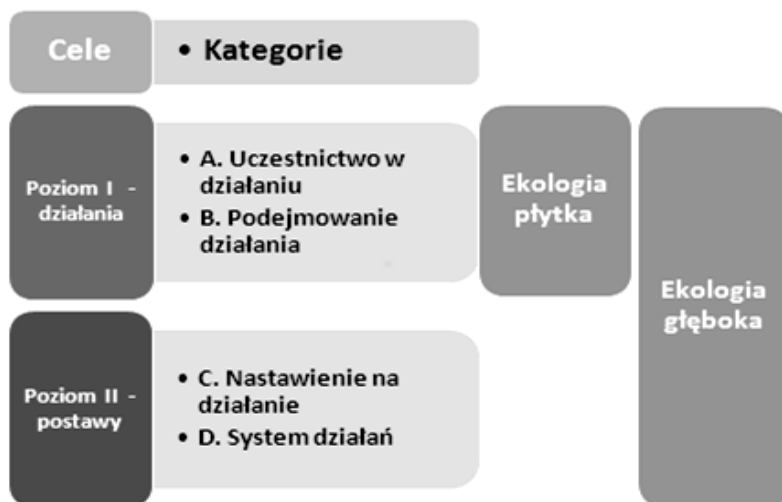 Cele
• Kategorie
Poziom I -
działania
• A. Uczestnictwo w
działaniu
• B. Podejmowanie
działania
Ekologia
płytka
Ekologia
głęboka
Poziom II -
postawy
• C. Nastawienie na
działanie
• D. System działań